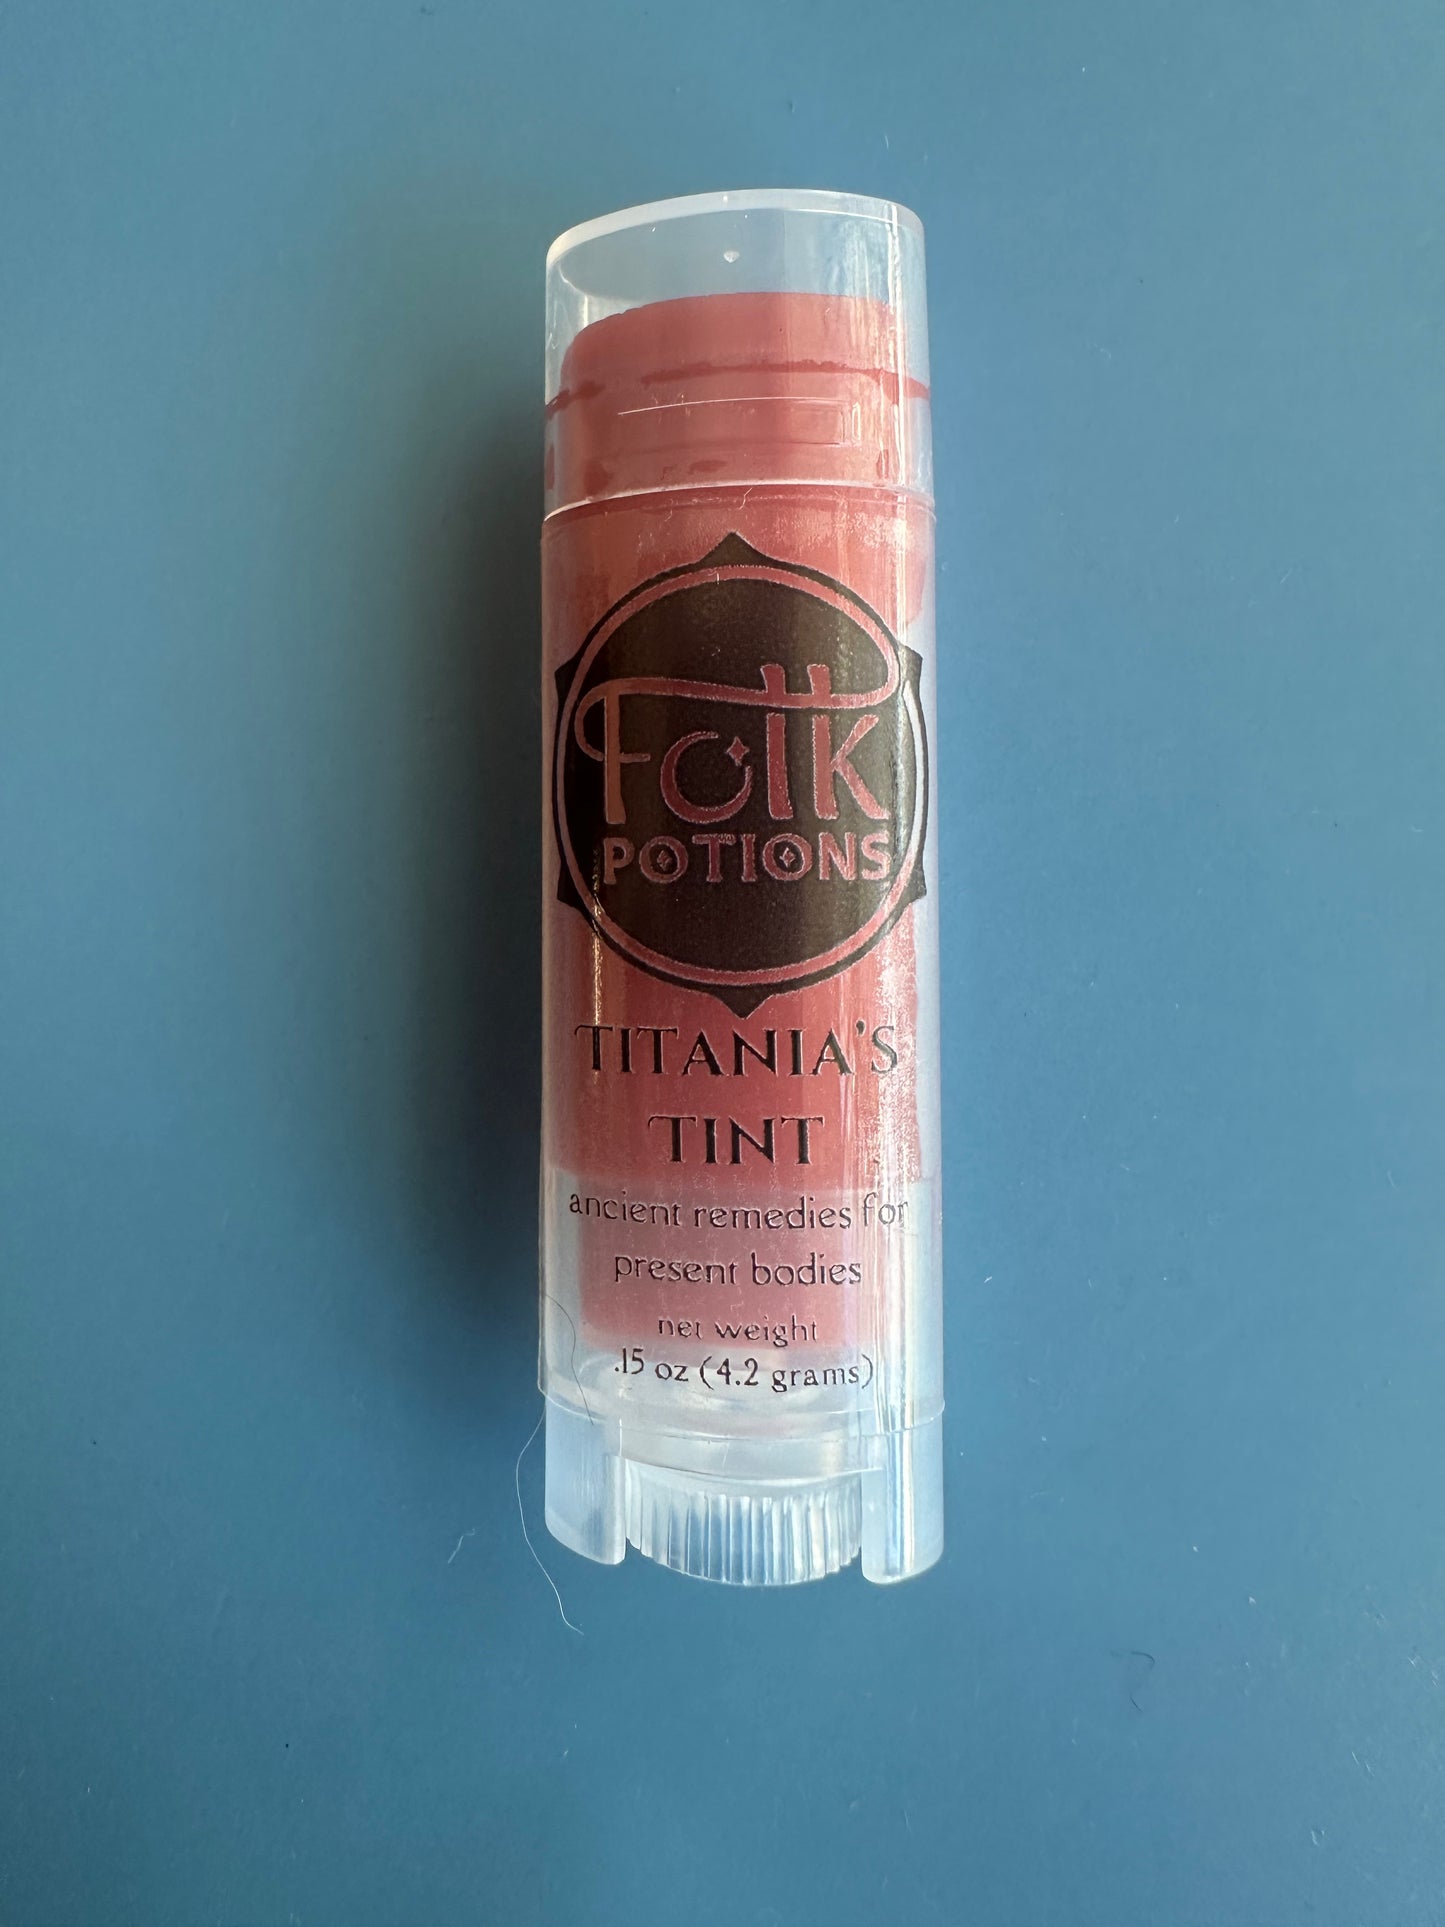 Folk
POTIONS
TITANIA'S
TINT
ancient remedies for
present bodies
net weight
.15 oz (4.2 grams)